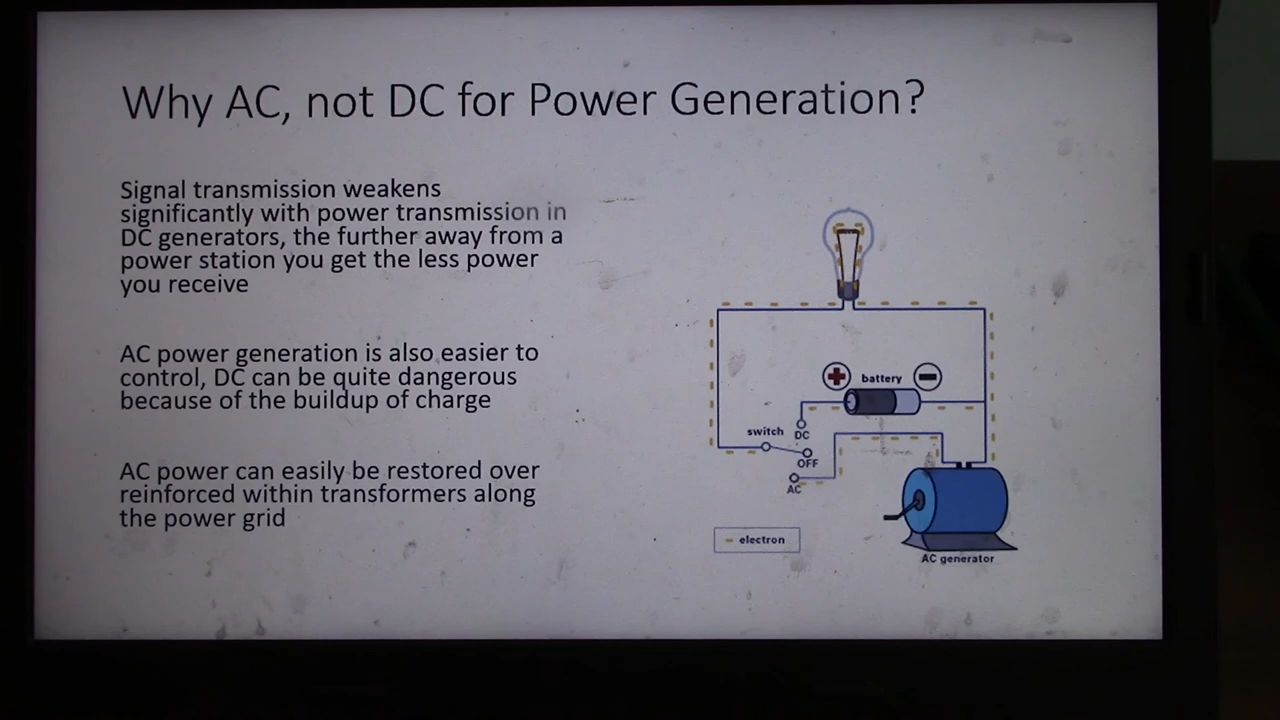 Why AC, not DC for Power Generation?
Signal transmission weakens
significantly with power transmission in
DC generators, the further away from a
power station you get the less power
you receive
AC power generation is also easier to
control, DC can be quite dangerous
because of the buildup of charge
AC power can easily be restored over
reinforced within transformers along
the power grid
battery
switch
DC
OFF
AC
electron
AC generator